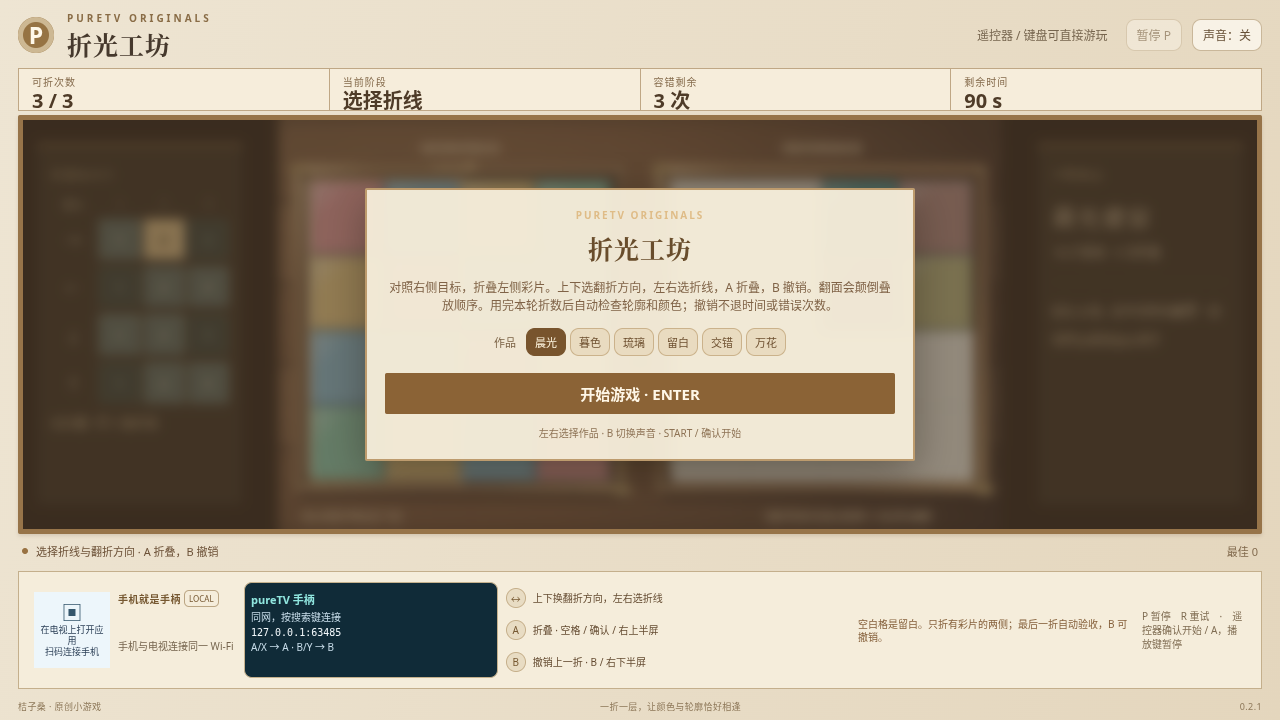 P
PURETV ORIGINALS
折光工坊
遥控器 / 键盘可直接游玩
暂停 P
声音：关
可折次数
3 / 3
当前阶段
选择折线
容错剩余
3 次
剩余时间
90 s
PURETV ORIGINALS
折光工坊
对照右侧目标，折叠左侧彩片。上下选翻折方向，左右选折线，A 折叠，B 撤销。翻面会颠倒叠
放顺序。用完本轮折数后自动检查轮廓和颜色；撤销不退时间或错误次数。
作品
晨光
暮色
琉璃
留白
交错
万花
开始游戏 · ENTER
左右选择作品 · B 切换声音 · START / 确认开始
选择折线与翻折方向 · A 折叠，B 撤销
最佳 0
在电视上打开应
用
扫码连接手机
手机就是手柄 LOCAL
手机与电视连接同一 Wi-Fi
pureTV 手柄
同网，按搜索键连接
127.0.0.1:63485
A/X → A · B/Y → B
↔ 上下换翻折方向，左右选折线
A 折叠 · 空格 / 确认 / 右上半屏
B 撤销上一折 · B / 右下半屏
空白格是留白。只折有彩片的两侧；最后一折自动验收，B 可
撤销。
P 暂停 R 重试 · 遥
控器确认开始 / A，播
放键暂停
桔子桑 · 原创小游戏
一折一层，让颜色与轮廓恰好相逢
0.2.1